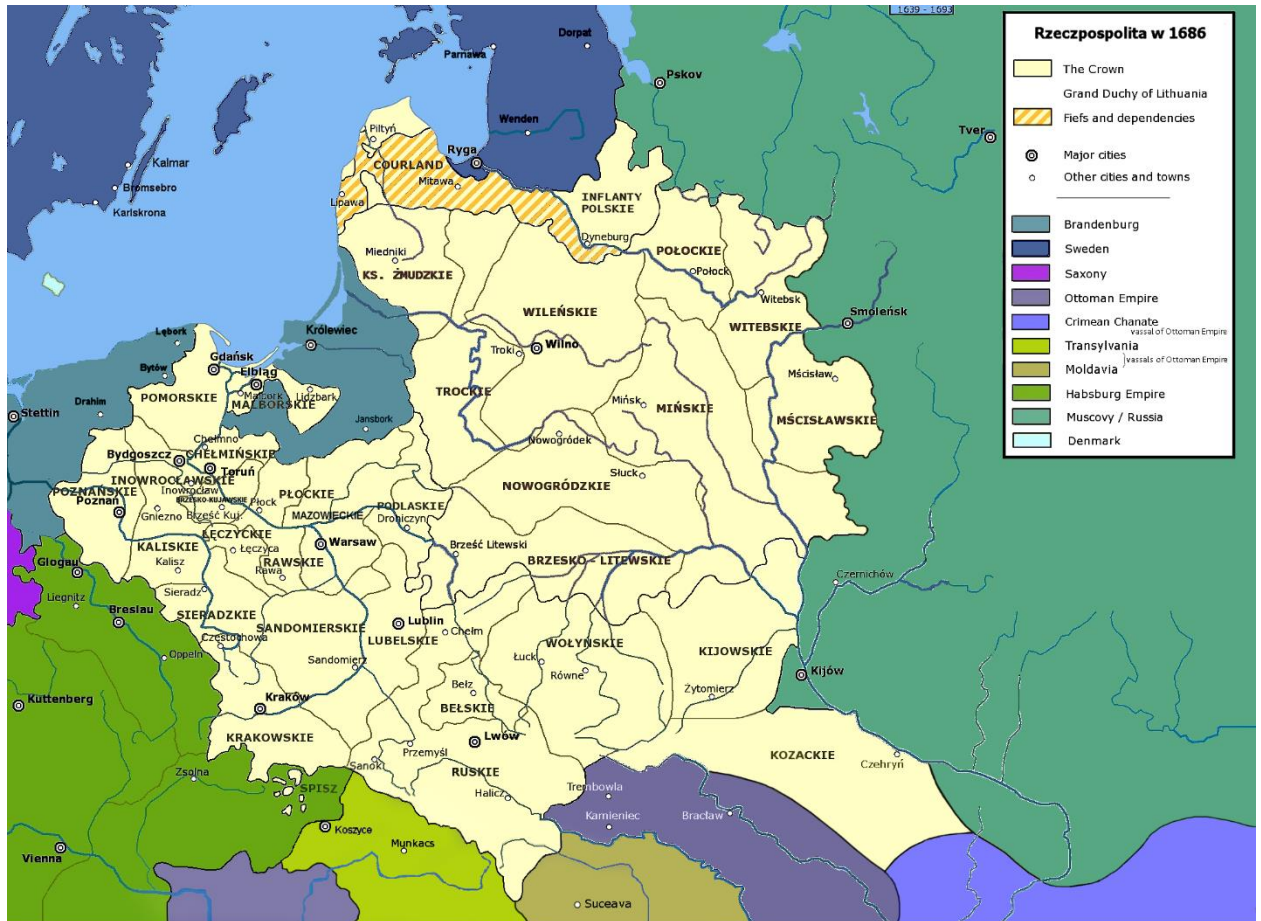 1639 - 1693
Rzeczpospolita w 1686
The Crown
Grand Duchy of Lithuania
Fiefs and dependencies
Major cities
Other cities and towns
Brandenburg
Sweden
Saxony
Ottoman Empire
Crimean Chanate
vassal of Ottoman Empire
Transylvania
vassals of Ottoman Empire
Moldavia
Habsburg Empire
Muscovy / Russia
Denmark
Parnawa
Dorpat
Pskov
Tver
Wenden
Piltyń
Ryga
Kalmar
COURLAND
Mitawa
Bromsebro
Karlskrona
Lipawa
INFLANTY
POLSKIE
Dyneburg
Miedniki
POŁOCKIE
KS. ŻMUDZKIE
Połock
Witebsk
WILEŃSKIE
WITEBSKIE
Smoleńsk
Lębork
Królewiec
Wilno
Troki
Gdańsk
Bytów
Elbląg
Mścisław
Malbork
Lidzbark
TROCKIE
POMORSKIE
MALBORSKIE
Mińsk
MIŃSKIE
Drahim
Stettin
Jansbork
MŚCISŁAWSKIE
Chełmno
Nowogródek
CHEŁMIŃSKIE
Bydgoszcz
Toruń
Słuck
INOWROCŁAWSKIE
Inowrocław
NOWOGRÓDZKIE
POZNAŃSKIE
BRZESKO-KUJAWSKIE
PŁOCKIE
Poznań
Płock
PODLASKIE
Gniezno
Brześć Kuj.
MAZOWIECKIE
Droniczyn
ŁĘCZYCKIE
KALISKIE
Łęczyca
Warsaw
Brześć Litewski
RAWSKIE
BRZESKO - LITEWSKIE
Kalisz
Rawa
Glogau
Czernichów
Sieradz
Liegnitz
Breslau
SIERADZKIE
SANDOMIERSKIE
Lublin
Chełm
Częstochowa
LUBELSKIE
WOŁYŃSKIE
KIJOWSKIE
Oppeln
Sandomierz
Łuck
Równe
Kijów
Bełz
Żytomierz
Kuttenberg
Kraków
BEŁSKIE
KRAKOWSKIE
Lwów
Przemyśl
KOZACKIE
Czehryń
Sanok
Zsolna
RUSKIE
SPISZ
Halicz
Trembowla
Kamieniec
Bracław
Koszyce
Munkacs
Vienna
Suceava